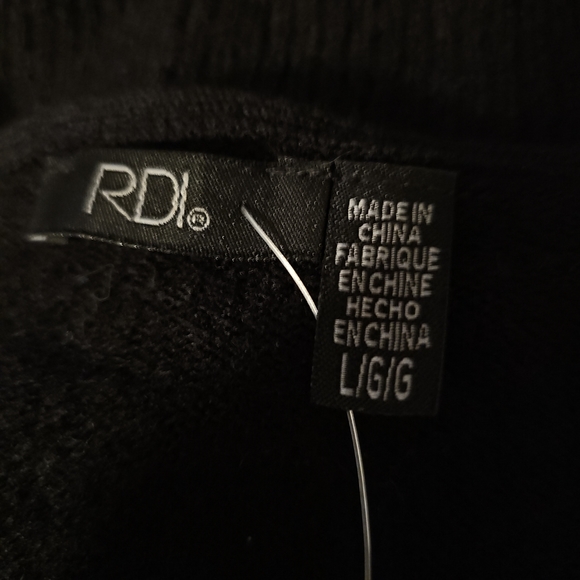 RDI®
MADE IN
CHINA
FABRIQUE
EN CHINE
HECHO
EN CHINA
L/G/G